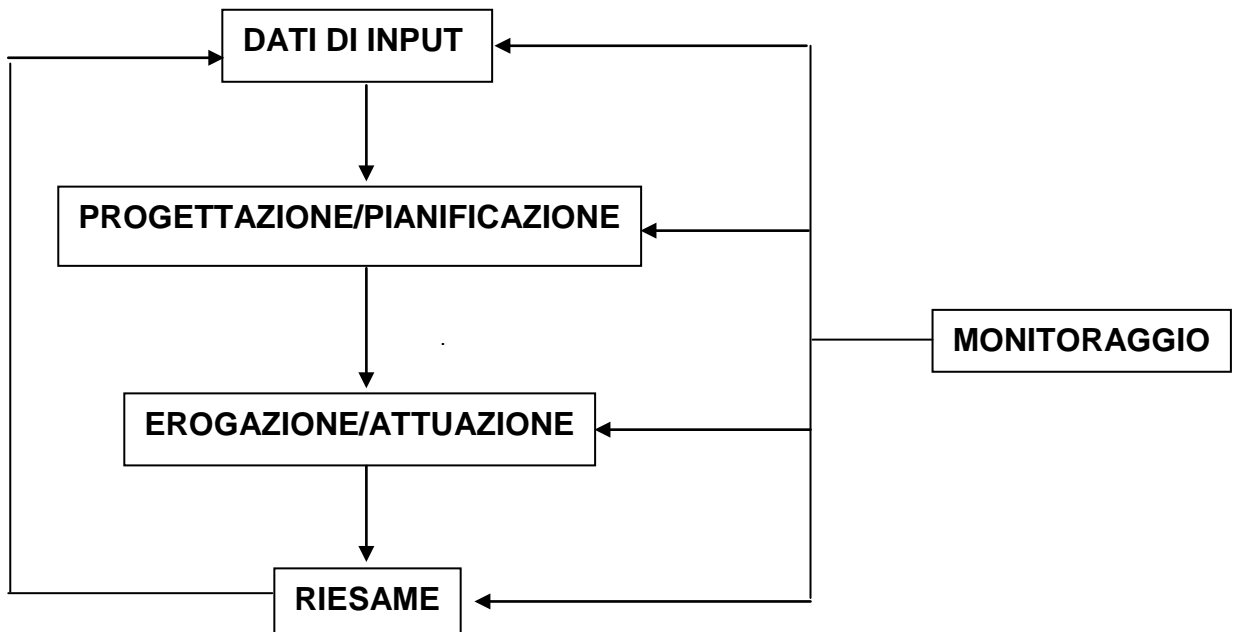 DATI DI INPUT
PROGETTAZIONE/PIANIFICAZIONE
MONITORAGGIO
EROGAZIONE/ATTUAZIONE
RIESAME